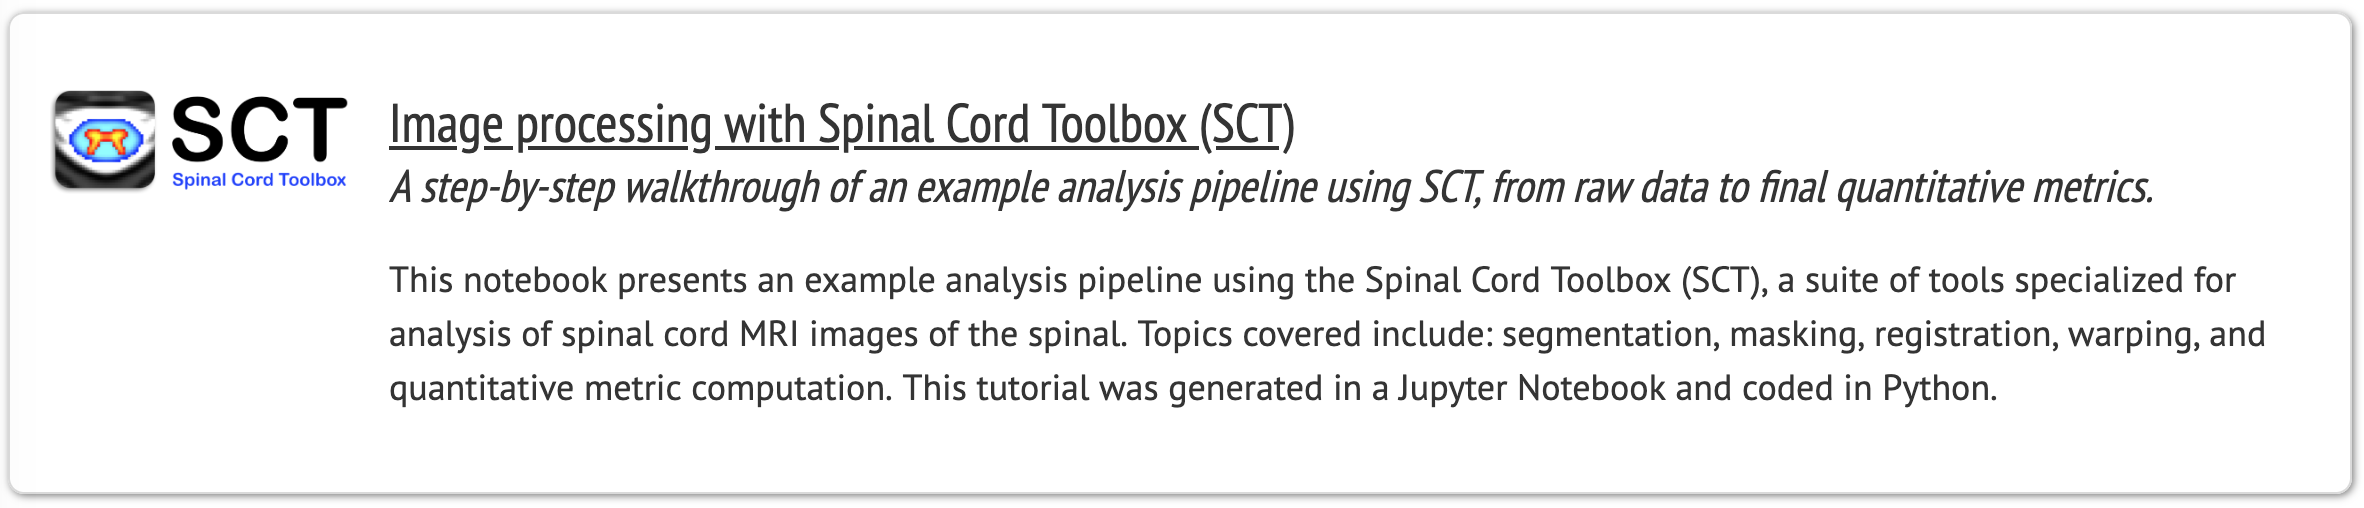 SCT
Spinal Cord Toolbox
Image processing with Spinal Cord Toolbox (SCT)
A step-by-step walkthrough of an example analysis pipeline using SCT, from raw data to final quantitative metrics.
This notebook presents an example analysis pipeline using the Spinal Cord Toolbox (SCT), a suite of tools specialized for
analysis of spinal cord MRI images of the spinal. Topics covered include: segmentation, masking, registration, warping, and
quantitative metric computation. This tutorial was generated in a Jupyter Notebook and coded in Python.